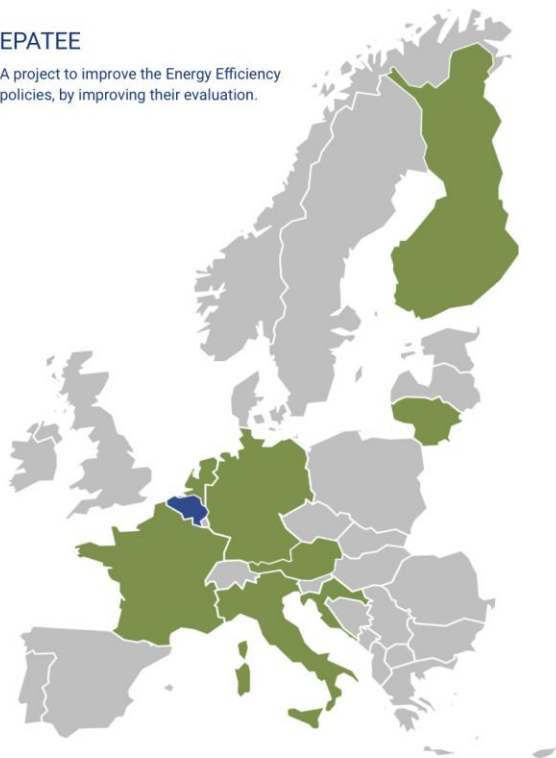 EPATEE
A project to improve the Energy Efficiency
policies, by improving their evaluation.